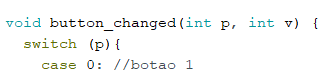 void button_changed(int p, int v) {
switch (p){
case 0: //botao 1